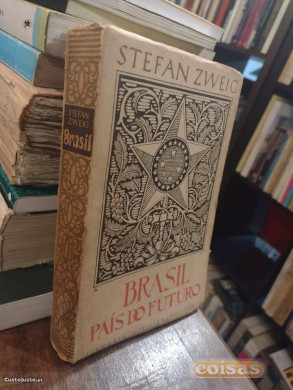 STEFAN ZWEIG
STEFAN
ZWEIG
Brasil
BRASIL
PAÍS DO FUTURO
coisas
CustoJusto.pt